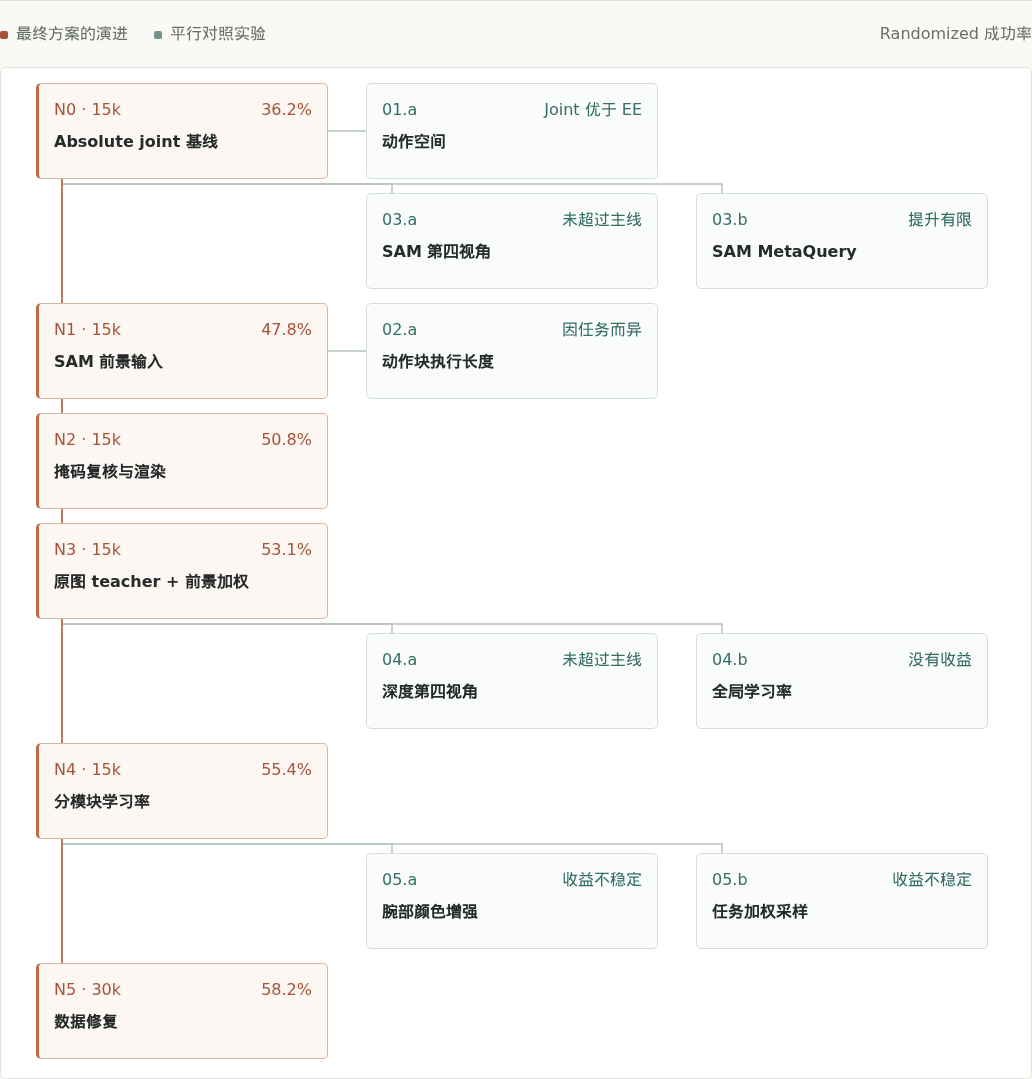 最终方案的演进
平行对照实验
Randomized 成功率
N0 · 15k
36.2%
Absolute joint 基线
01.a
Joint 优于 EE
动作空间
03.a
未超过主线
SAM 第四视角
03.b
提升有限
SAM MetaQuery
N1 · 15k
47.8%
SAM 前景输入
02.a
因任务而异
动作块执行长度
N2 · 15k
50.8%
掩码复核与渲染
N3 · 15k
53.1%
原图 teacher + 前景加权
04.a
未超过主线
深度第四视角
04.b
没有收益
全局学习率
N4 · 15k
55.4%
分模块学习率
05.a
收益不稳定
腕部颜色增强
05.b
收益不稳定
任务加权采样
N5 · 30k
58.2%
数据修复